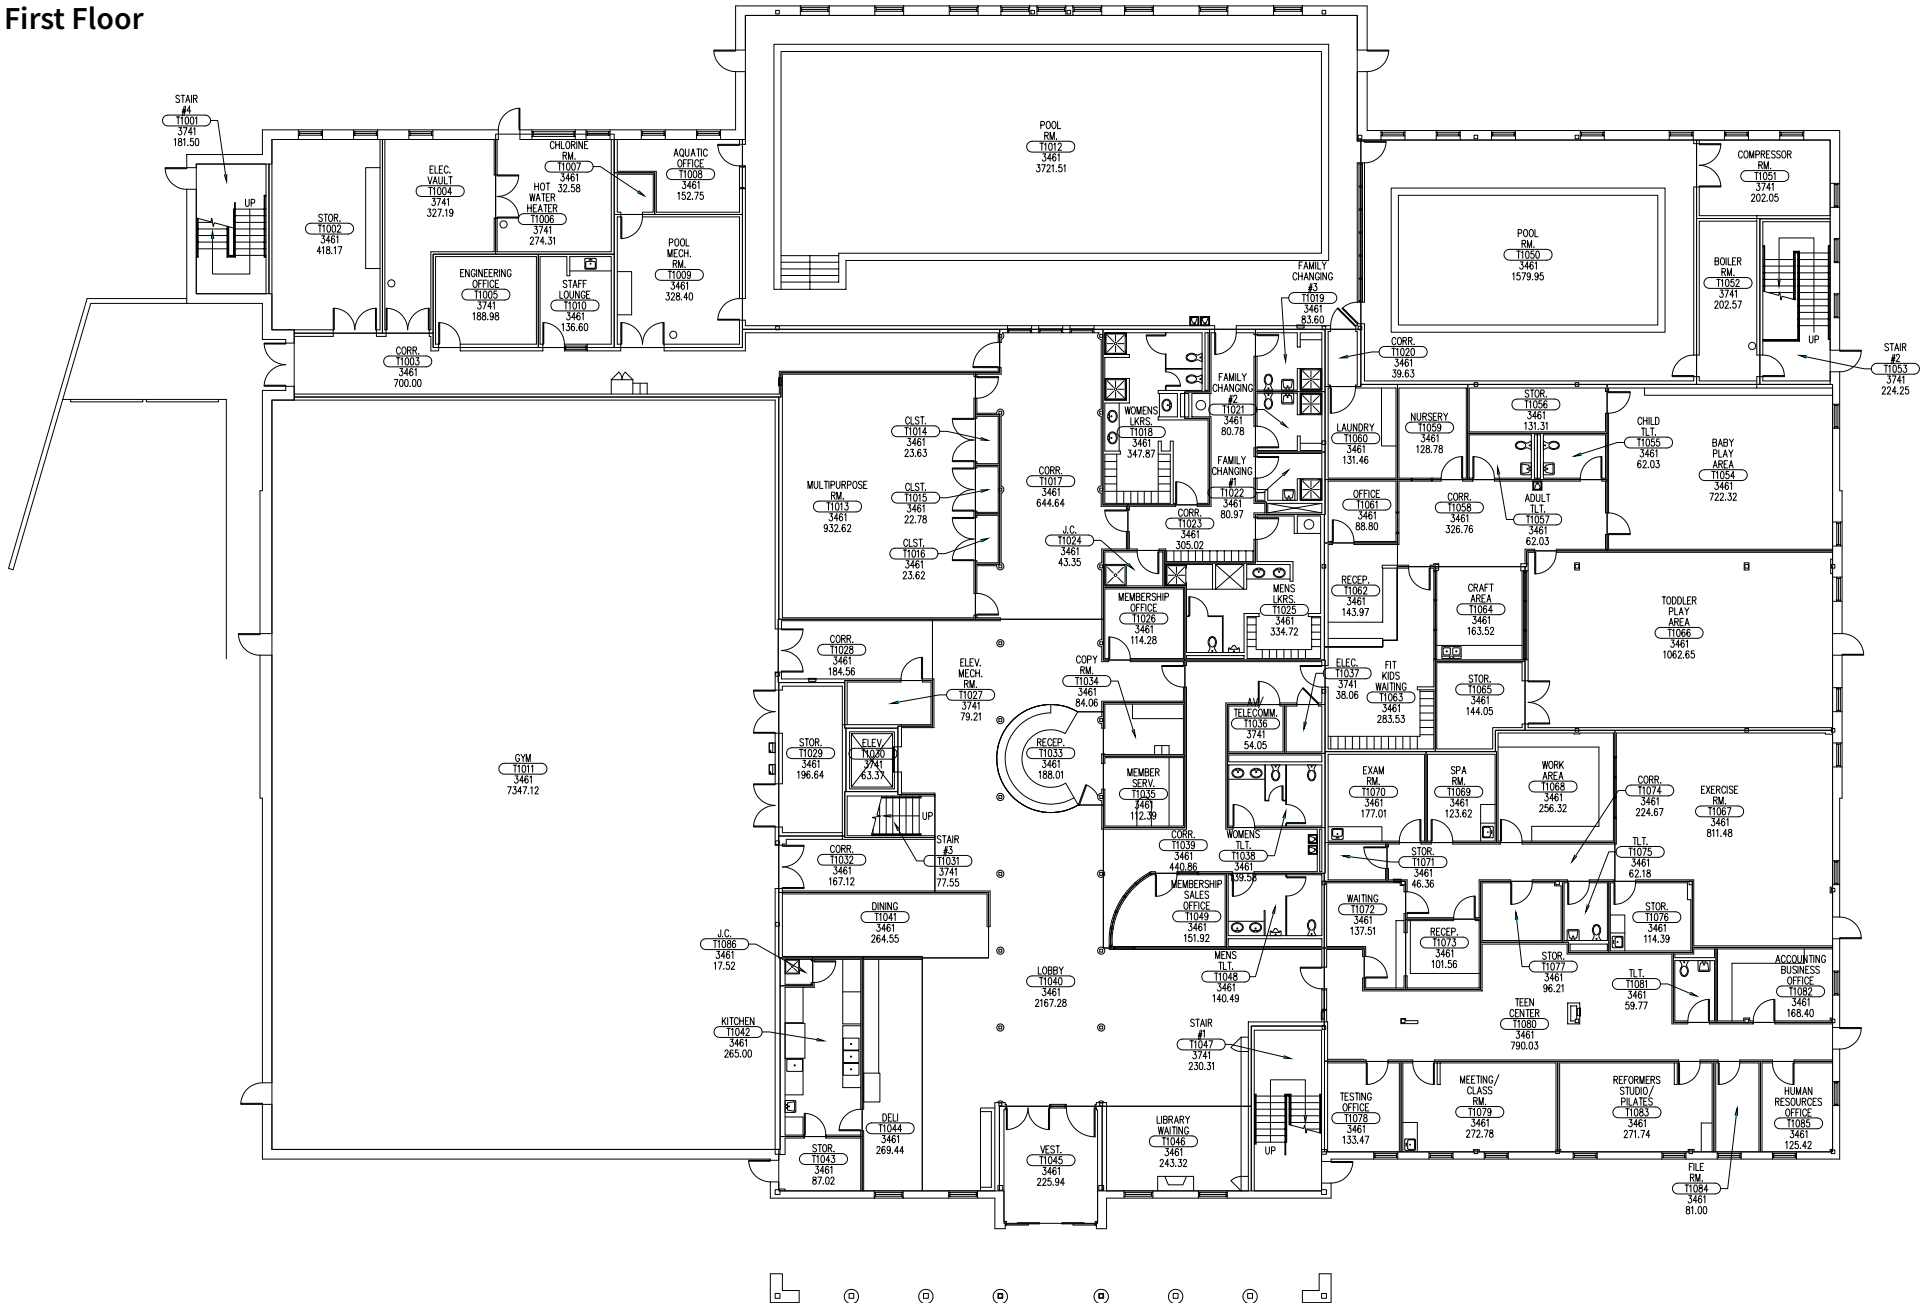 First Floor
STAIR
#4
T1001
3741
181.50
UP
STOR.
T1002
3461
418.17
ELEC.
VAULT
T1004
3741
327.19
CHLORINE
RM.
T1007
3461
32.58
HOT
WATER
HEATER
T1006
3741
274.31
AQUATIC
OFFICE
T1008
3461
152.75
ENGINEERING
OFFICE
T1005
3741
188.98
STAFF
LOUNGE
T1010
3461
136.60
POOL
MECH.
RM.
T1009
3461
328.40
POOL
RM.
T1012
3461
3721.51
COMPRESSOR
RM.
T1051
3741
202.05
POOL
RM.
T1050
3461
1579.95
BOILER
RM.
T1052
3741
202.57
UP
STAIR
#2
T1053
3741
224.25
CORR.
T1003
3461
700.00
FAMILY
CHANGING
#3
T1019
3461
83.60
CORR.
T1020
3461
39.63
FAMILY
CHANGING
#2
T1021
3461
80.78
WOMENS
LKRS.
T1018
3461
347.87
FAMILY
CHANGING
#1
T1022
3461
80.97
CLST.
T1014
3461
23.63
CLST.
T1015
3461
22.78
CLST.
T1016
3461
23.62
MULTIPURPOSE
RM.
T1013
3461
932.62
CORR.
T1017
3461
644.64
CORR.
T1023
3461
305.02
J.C.
T1024
3461
43.35
LAUNDRY
T1060
3461
131.46
NURSERY
T1059
3461
128.78
STOR.
T1056
3461
131.31
CHILD
TLT.
T1055
3461
62.03
BABY
PLAY
AREA
T1054
3461
722.32
OFFICE
T1061
3461
88.80
CORR.
T1058
3461
326.76
ADULT
TLT.
T1057
3461
62.03
RECEP.
T1062
3461
143.97
CRAFT
AREA
T1064
3461
163.52
TODDLER
PLAY
AREA
T1066
3461
1062.65
MEMBERSHIP
OFFICE
T1026
3461
114.28
MENS
LKRS.
T1025
3461
334.72
CORR.
T1028
3461
184.56
ELEV.
MECH.
RM.
T1027
3741
79.21
COPY
RM.
T1034
3461
84.06
ELEC.
T1037
3741
38.06
FIT
KIDS
WAITING
T1063
3461
283.53
STOR.
T1065
3461
144.05
AV/
TELECOMM.
T1036
3741
54.05
GYM
T1011
3461
7347.12
STOR.
T1029
3461
196.64
ELEV.
T1030
3741
63.37
RECEP.
T1033
3461
188.01
MEMBER
SERV.
T1035
3461
112.39
EXAM
RM.
T1070
3461
177.01
SPA
RM.
T1069
3461
123.62
WORK
AREA
T1068
3461
256.32
CORR.
T1074
3461
224.67
EXERCISE
RM.
T1067
3461
811.48
UP
STAIR
#3
T1031
3741
77.55
CORR.
T1032
3461
167.12
CORR.
T1039
3461
440.86
WOMENS
TLT.
T1038
3461
139.58
STOR.
T1071
3461
46.36
TLT.
T1075
3461
62.18
DINING
T1041
3461
264.55
MEMBERSHIP
SALES
OFFICE
T1049
3461
151.92
WAITING
T1072
3461
137.51
RECEP.
T1073
3461
101.56
STOR.
T1076
3461
114.39
J.C.
T1086
3461
17.52
LOBBY
T1040
3461
2167.28
MENS
TLT.
T1048
3461
140.49
STOR.
T1077
3461
96.21
TLT.
T1081
3461
59.77
ACCOUNTING
BUSINESS
OFFICE
T1082
3461
168.40
TEEN
CENTER
T1080
3461
790.03
KITCHEN
T1042
3461
265.00
STAIR
#1
T1047
3741
230.31
UP
DELI
T1044
3461
269.44
STOR.
T1043
3461
87.02
VEST.
T1045
3461
225.94
LIBRARY
WAITING
T1046
3461
243.32
TESTING
OFFICE
T1078
3461
133.47
MEETING/
CLASS
RM.
T1079
3461
272.78
REFORMERS
STUDIO/
PILATES
T1083
3461
271.74
HUMAN
RESOURCES
OFFICE
T1085
3461
125.42
FILE
RM.
T1084
3461
81.00